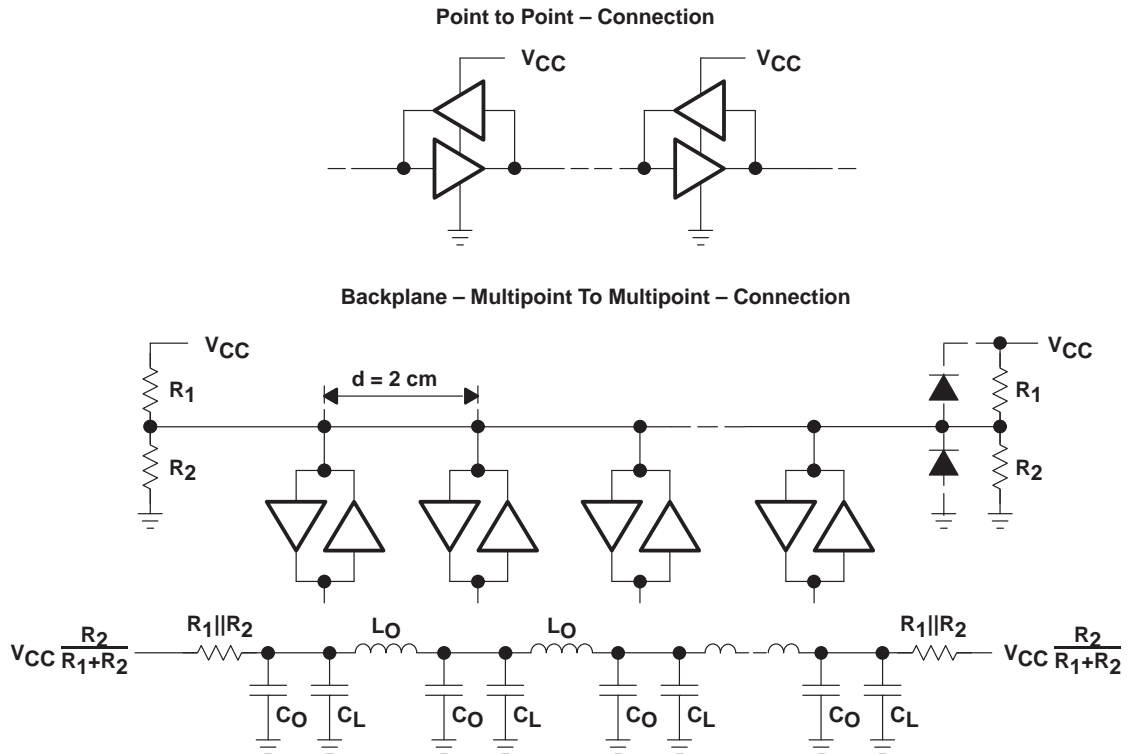 Point to Point – Connection
VCC VCC
Backplane – Multipoint To Multipoint – Connection
VCC VCC
d = 2 cm
R1 R1
R2 R2
R1||R2 LO LO R1||R2
VCC R2/R1+R2 VCC R2/R1+R2
CO CL CO CL CO CL CO CL